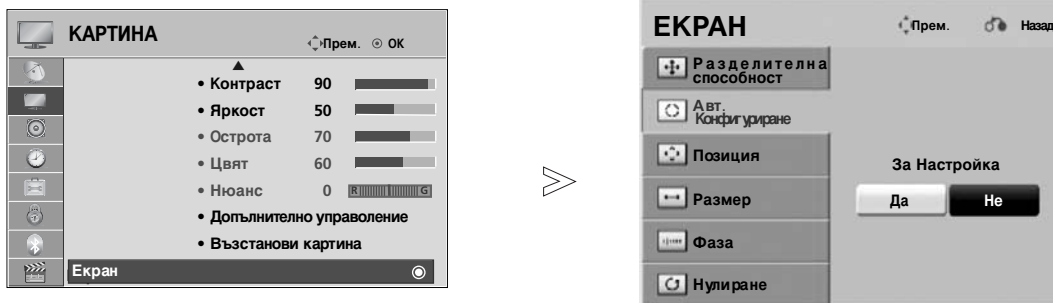 КАРТИНА
Прем. OK
• Контраст 90
• Яркост 50
• Острота 70
• Цвят 60
• Нюанс 0 R G
• Допълнително управоление
• Възстанови картина
Екран
ЕКРАН
Прем. Назад
Разделителна
способност
Авт.
Конфигуриране
Позиция
Размер
Фаза
Нулиране
За Настройка
Да Не